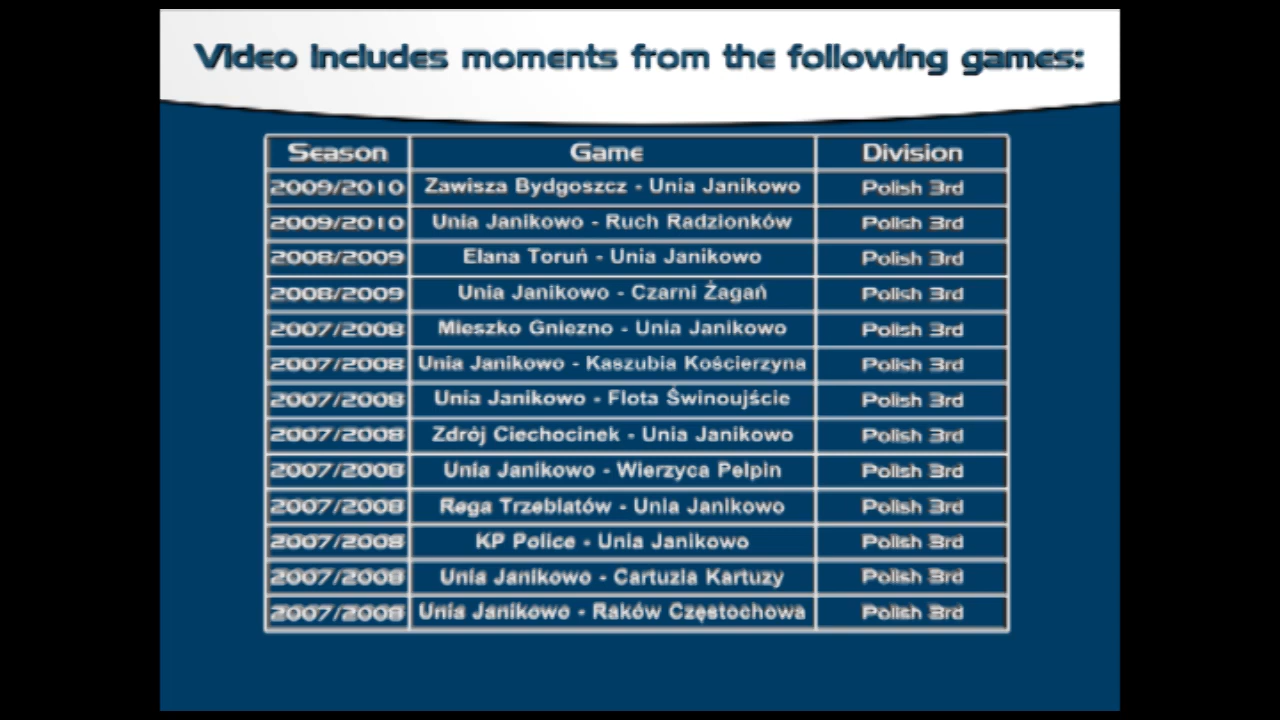 Video includes moments from the following games:
Season Game Division
2009/2010 Zawisza Bydgoszcz - Unia Janikowo Polish 3rd
2009/2010 Unia Janikowo - Ruch Radzionków Polish 3rd
2008/2009 Elana Toruń - Unia Janikowo Polish 3rd
2008/2009 Unia Janikowo - Czarni Żagań Polish 3rd
2007/2008 Mieszko Gniezno - Unia Janikowo Polish 3rd
2007/2008 Unia Janikowo - Kaszubia Kościerzyna Polish 3rd
2007/2008 Unia Janikowo - Flota Świnoujście Polish 3rd
2007/2008 Zdrój Ciechocinek - Unia Janikowo Polish 3rd
2007/2008 Unia Janikowo - Wierzyca Pelpin Polish 3rd
2007/2008 Rega Trzebiatów - Unia Janikowo Polish 3rd
2007/2008 KP Police - Unia Janikowo Polish 3rd
2007/2008 Unia Janikowo - Cartuzia Kartuzy Polish 3rd
2007/2008 Unia Janikowo - Raków Częstochowa Polish 3rd